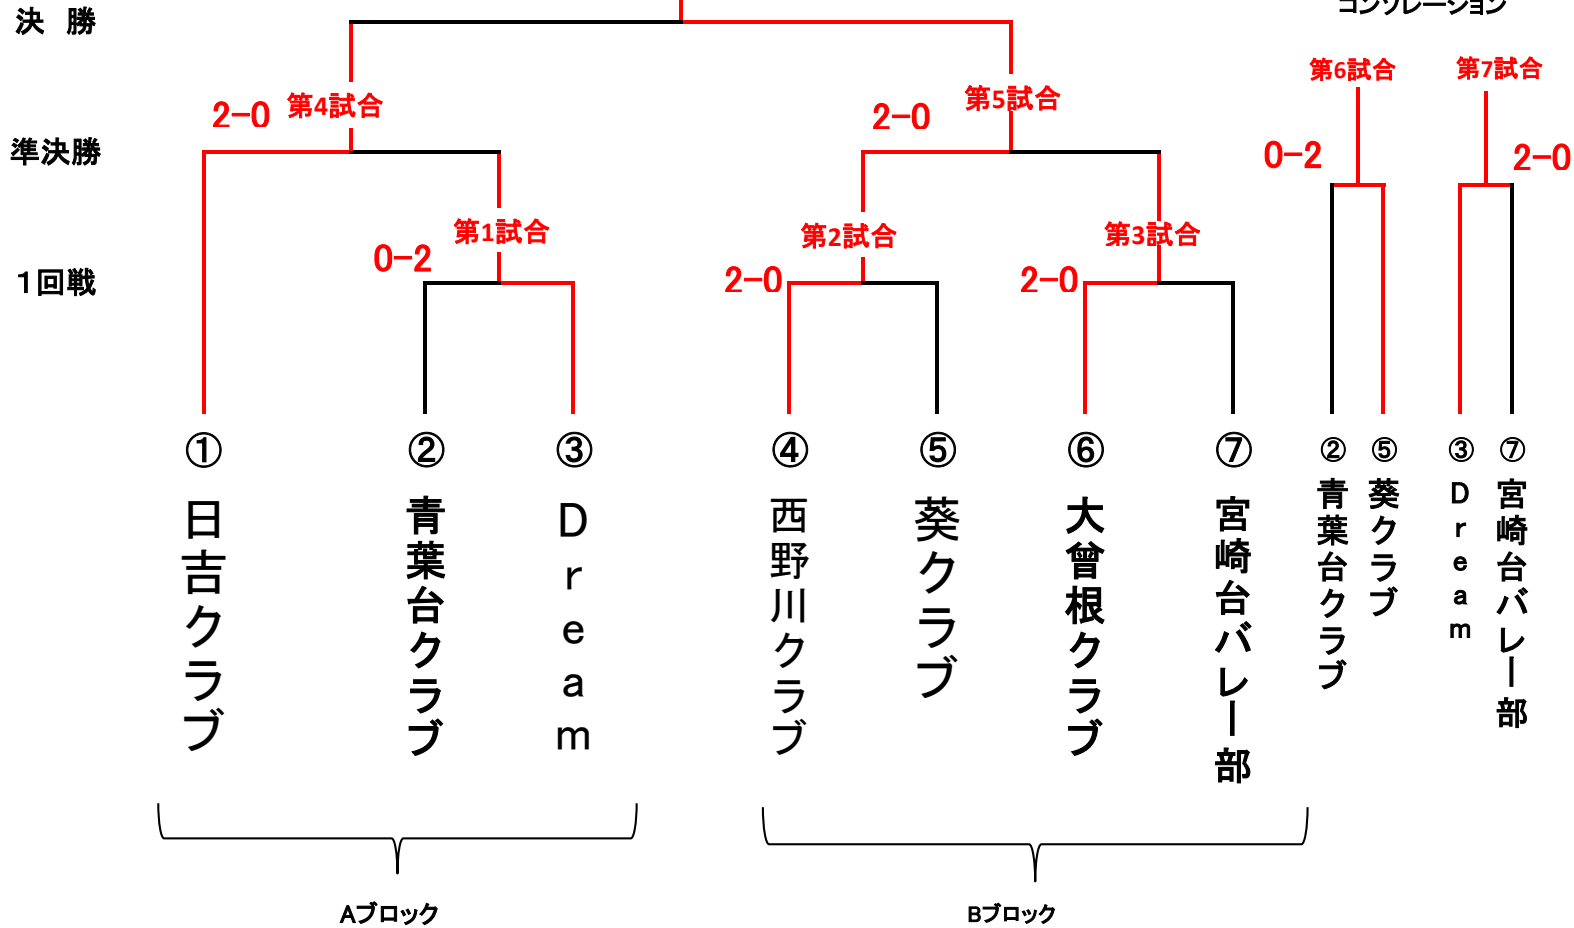 決 勝
コンソレーション
第6試合
第7試合
2-0
第4試合
2-0
第5試合
準決勝
0-2
2-0
第1試合
0-2
第2試合
2-0
第3試合
2-0
1回戦
①
日吉クラブ
②
青葉台クラブ
③
Dream
④
西野川クラブ
⑤
葵クラブ
⑥
大曾根クラブ
⑦
宮崎台バレー部
②
青葉台クラブ
⑤
葵クラブ
③
Dream
⑦
宮崎台バレー部
Aブロック
Bブロック